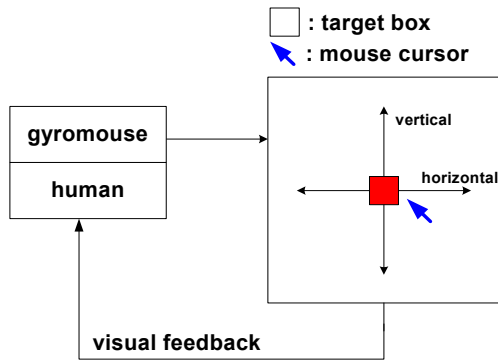 : target box
: mouse cursor
gyromouse
human
vertical
horizontal
visual feedback